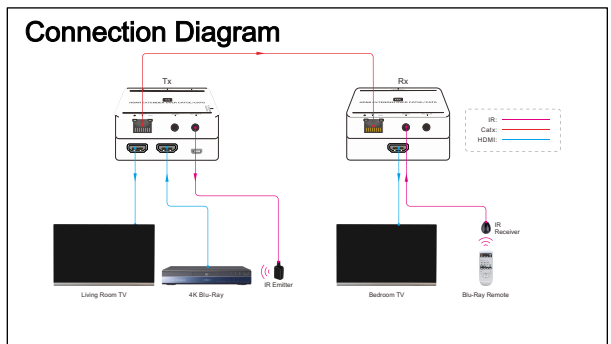 Connection Diagram
Tx
Rx
IR:
Catx:
HDMI:
IR
Receiver
Living Room TV
4K Blu-Ray
IR Emitter
Bedroom TV
Blu-Ray Remote